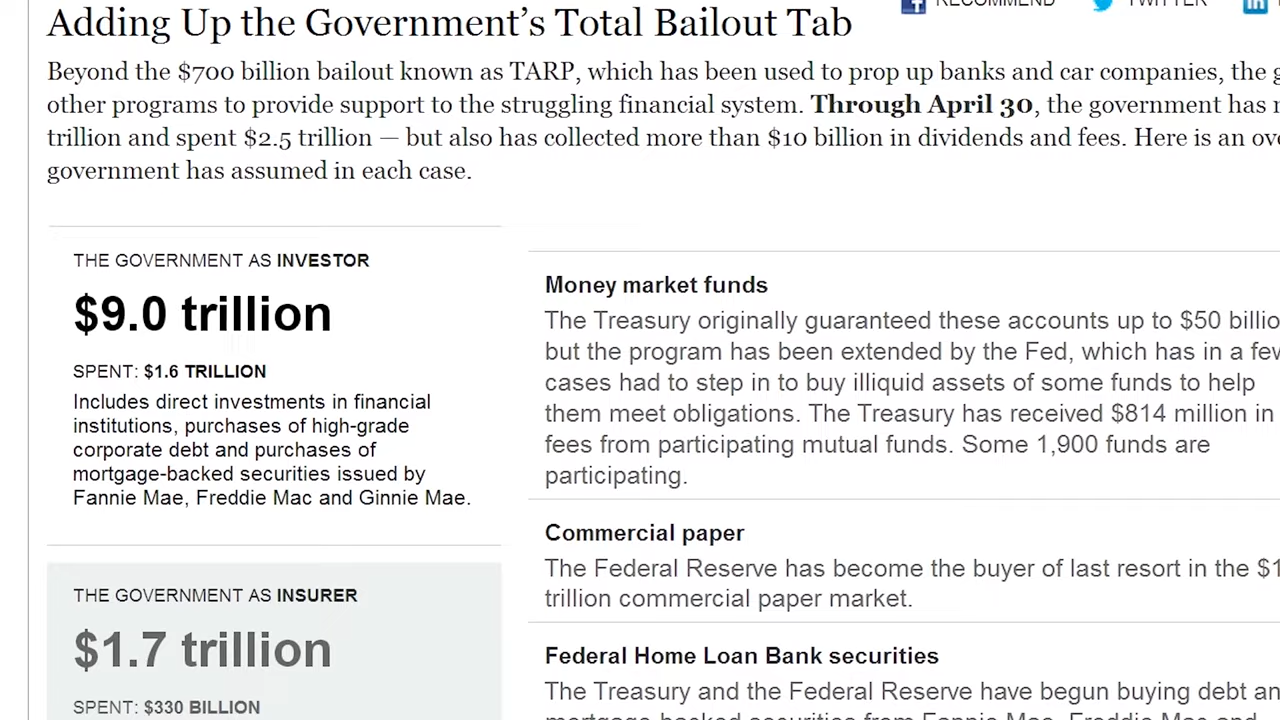 Adding Up the Government's Total Bailout Tab
RECOMMEND TWITTER
Beyond the $700 billion bailout known as TARP, which has been used to prop up banks and car companies, the
other programs to provide support to the struggling financial system. Through April 30, the government has
trillion and spent $2.5 trillion — but also has collected more than $10 billion in dividends and fees. Here is an
government has assumed in each case.
THE GOVERNMENT AS INVESTOR
$9.0 trillion
SPENT: $1.6 TRILLION
Includes direct investments in financial
institutions, purchases of high-grade
corporate debt and purchases of
mortgage-backed securities issued by
Fannie Mae, Freddie Mac and Ginnie Mae.
THE GOVERNMENT AS INSURER
$1.7 trillion
SPENT: $330 BILLION
Money market funds
The Treasury originally guaranteed these accounts up to $50
but the program has been extended by the Fed, which has in a few
cases had to step in to buy illiquid assets of some funds to help
them meet obligations. The Treasury has received $814 million in
fees from participating mutual funds. Some 1,900 funds are
participating.
Commercial paper
The Federal Reserve has become the buyer of last resort in the
trillion commercial paper market.
Federal Home Loan Bank securities
The Treasury and the Federal Reserve have begun buying debt
mortgage-backed securities from Fannie Mae, Freddie Mac and